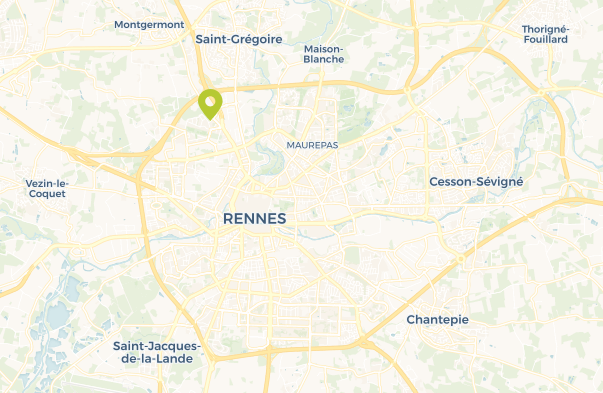 Montgermont
Thorigné-
Fouillard
Saint-Grégoire
Maison-
Blanche
MAUREPAS
Vezin-le-
Coquet
Cesson-Sévigné
RENNES
Chantepie
Saint-Jacques-
de-la-Lande